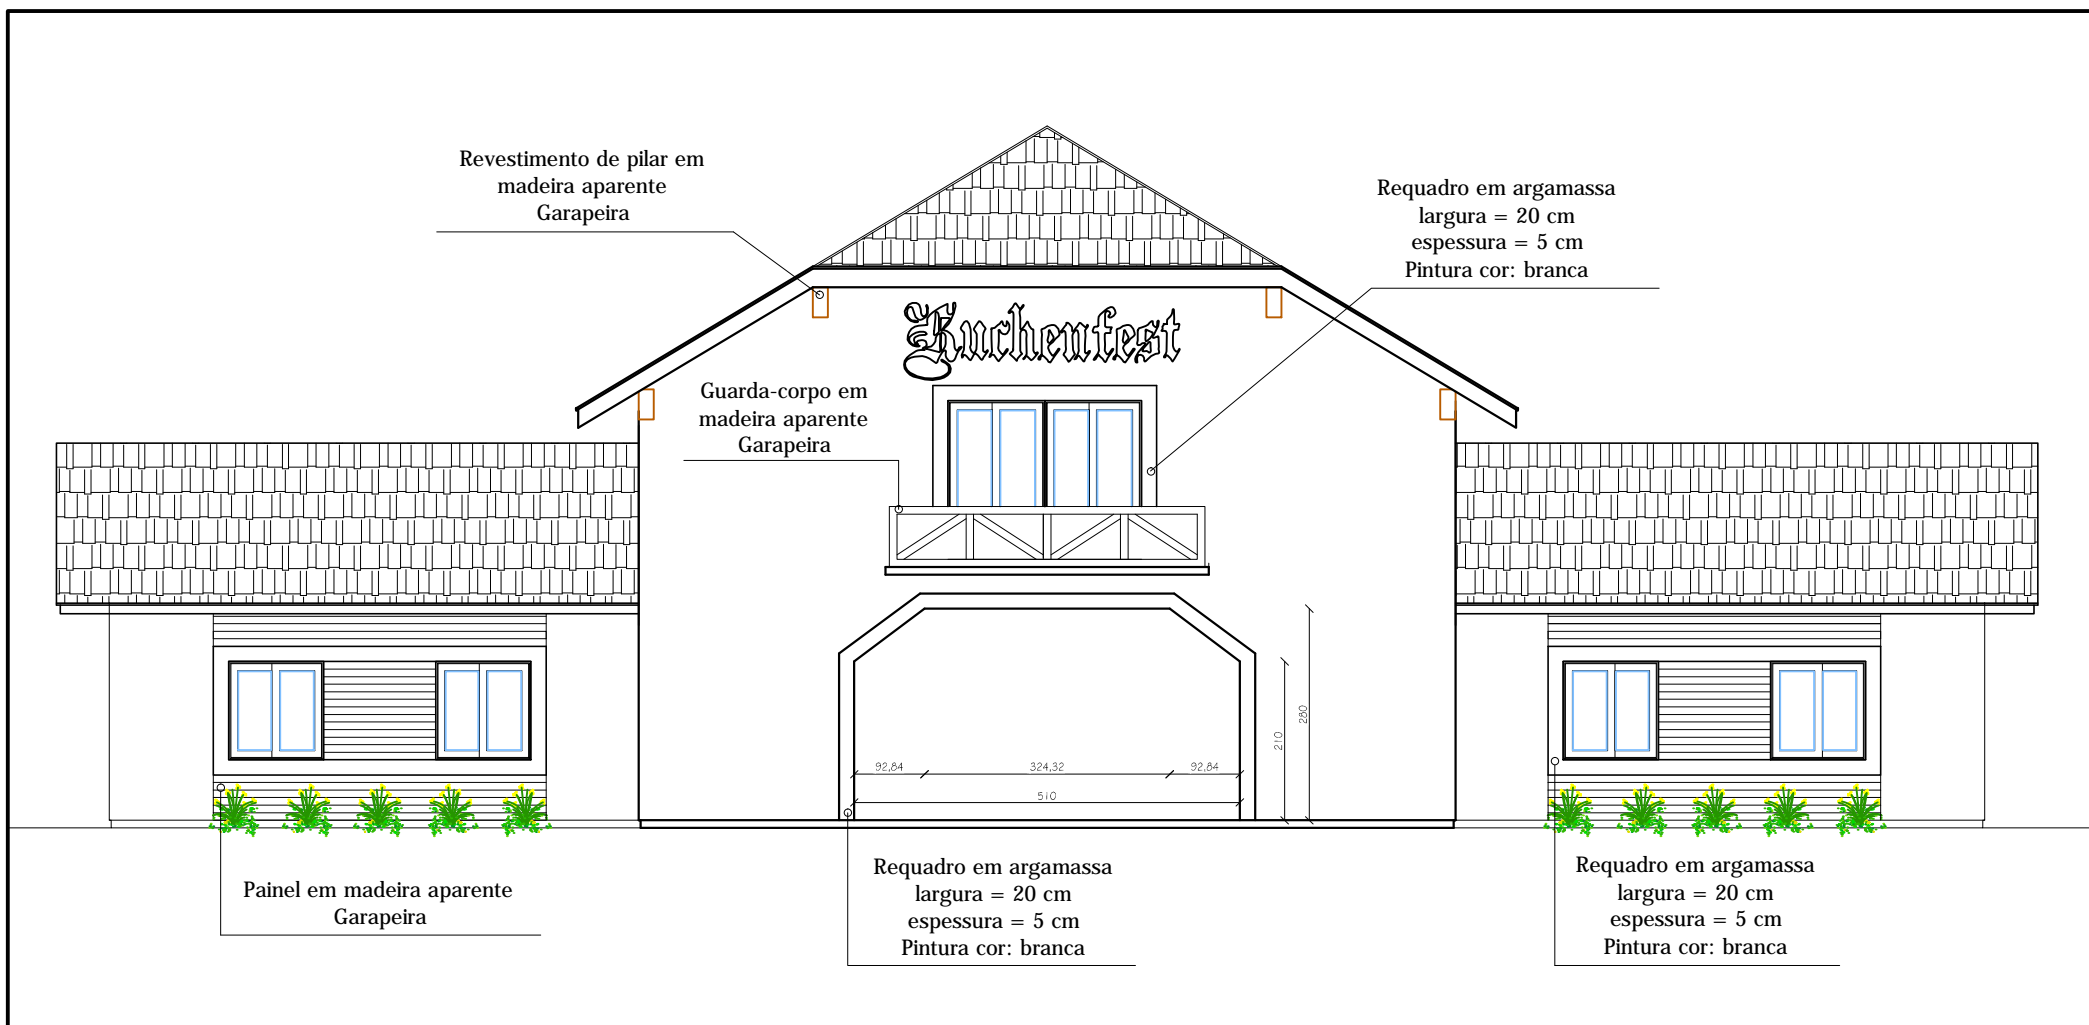 Revestimento de pilar em
madeira aparente
Garapeira
Requadro em argamassa
largura = 20 cm
espessura = 5 cm
Pintura cor: branca
Kuchenfest
Guarda-corpo em
madeira aparente
Garapeira
280
210
92,84
324,32
92,84
510
Painel em madeira aparente
Garapeira
Requadro em argamassa
largura = 20 cm
espessura = 5 cm
Pintura cor: branca
Requadro em argamassa
largura = 20 cm
espessura = 5 cm
Pintura cor: branca